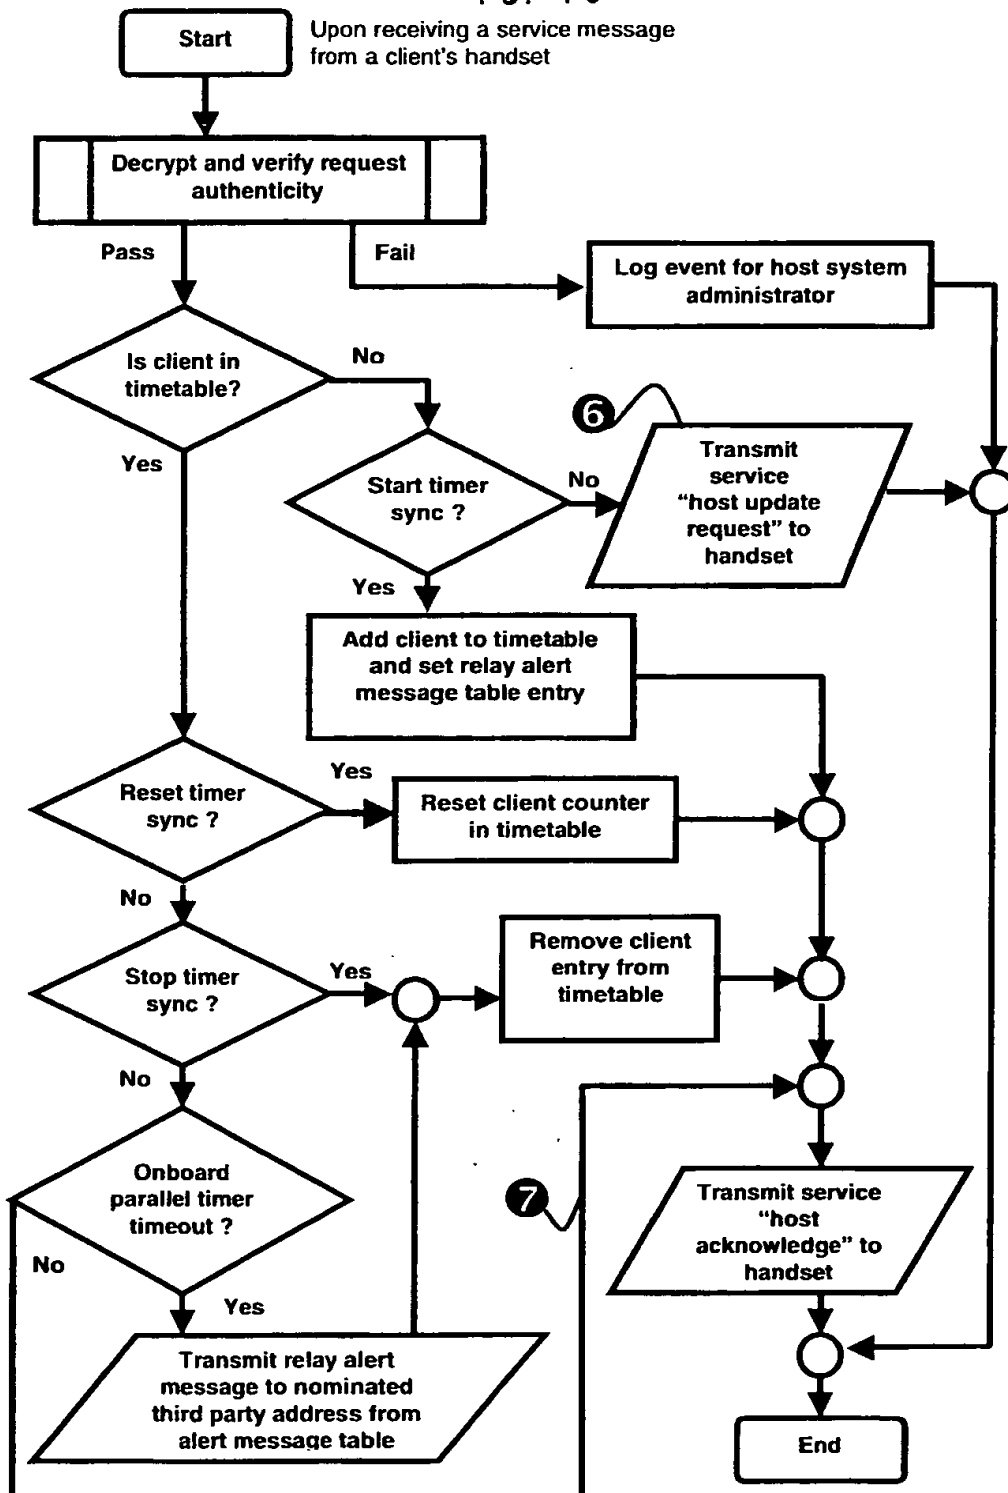 Start
Upon receiving a service message
from a client's handset
Decrypt and verify request
authenticity
Pass
Fail
Log event for host system
administrator
Is client in
timetable?
No
Yes
6
Transmit
service
“host update
request” to
handset
Start timer
sync ?
No
Yes
Add client to timetable
and set relay alert
message table entry
Reset timer
sync ?
Yes
Reset client counter
in timetable
No
Stop timer
sync ?
Yes
Remove client
entry from
timetable
No
Onboard
parallel timer
timeout ?
No
Yes
7
Transmit service
“host
acknowledge” to
handset
Transmit relay alert
message to nominated
third party address from
alert message table
End